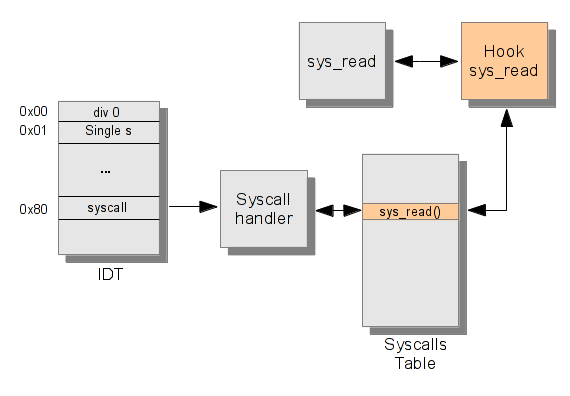 sys_read
Hook
sys_read
0x00
div 0
0x01
Single s
...
0x80
syscall
IDT
Syscall
handler
sys_read()
Syscalls
Table